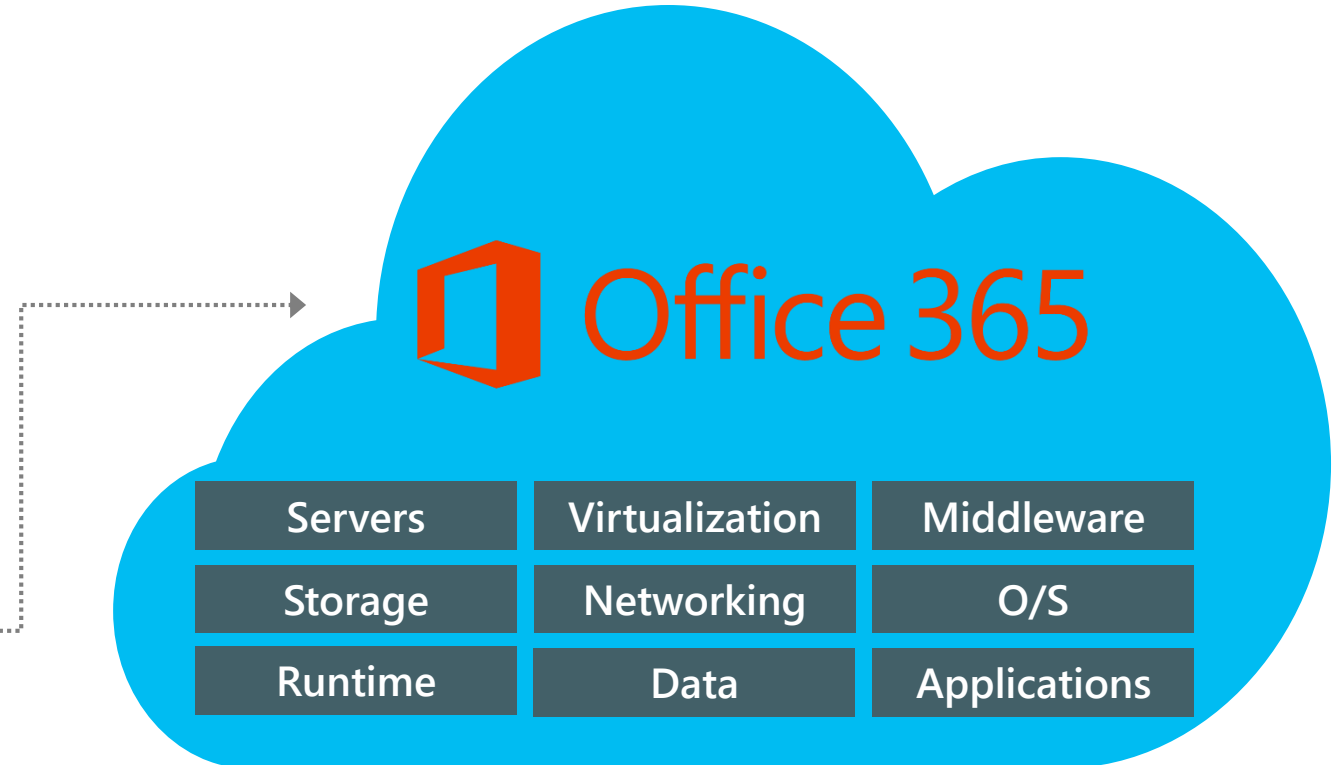 Office 365
Servers Virtualization Middleware
Storage Networking O/S
Runtime Data Applications